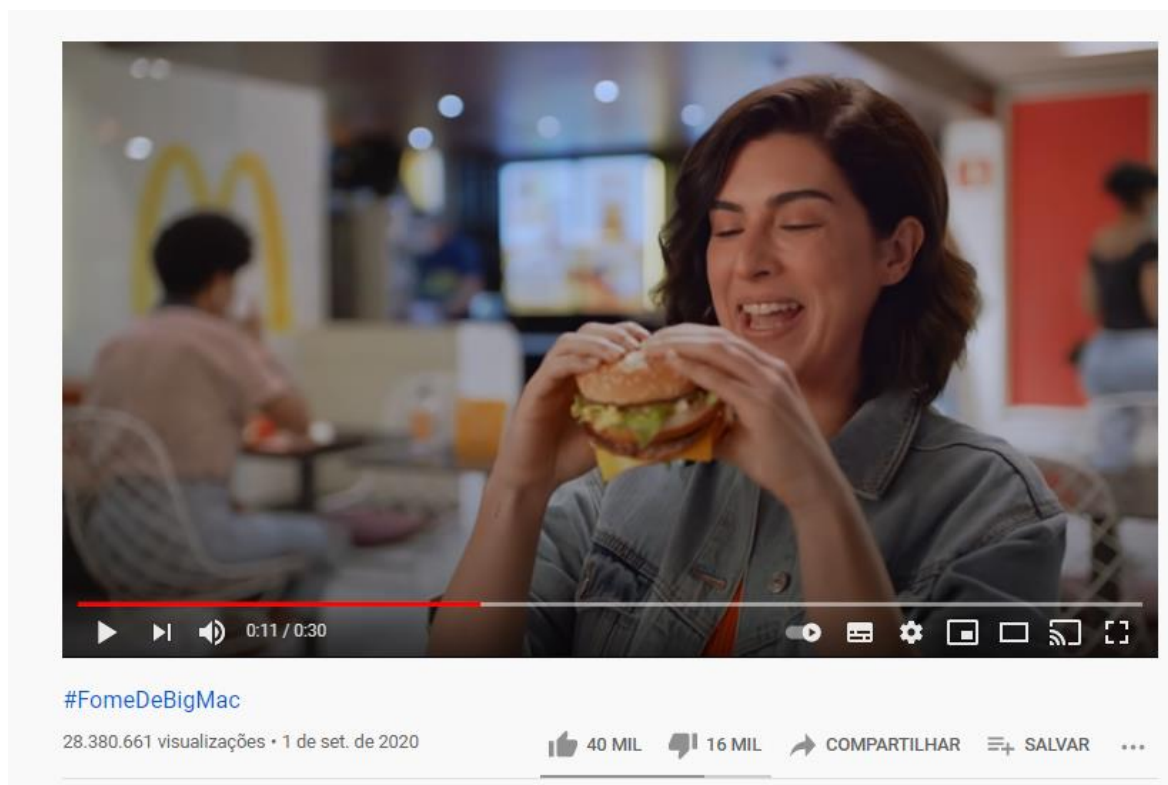 0:11 / 0:30
#FomeDeBigMac
28.380.661 visualizações • 1 de set. de 2020
40 MIL 16 MIL COMPARTILHAR SALVAR